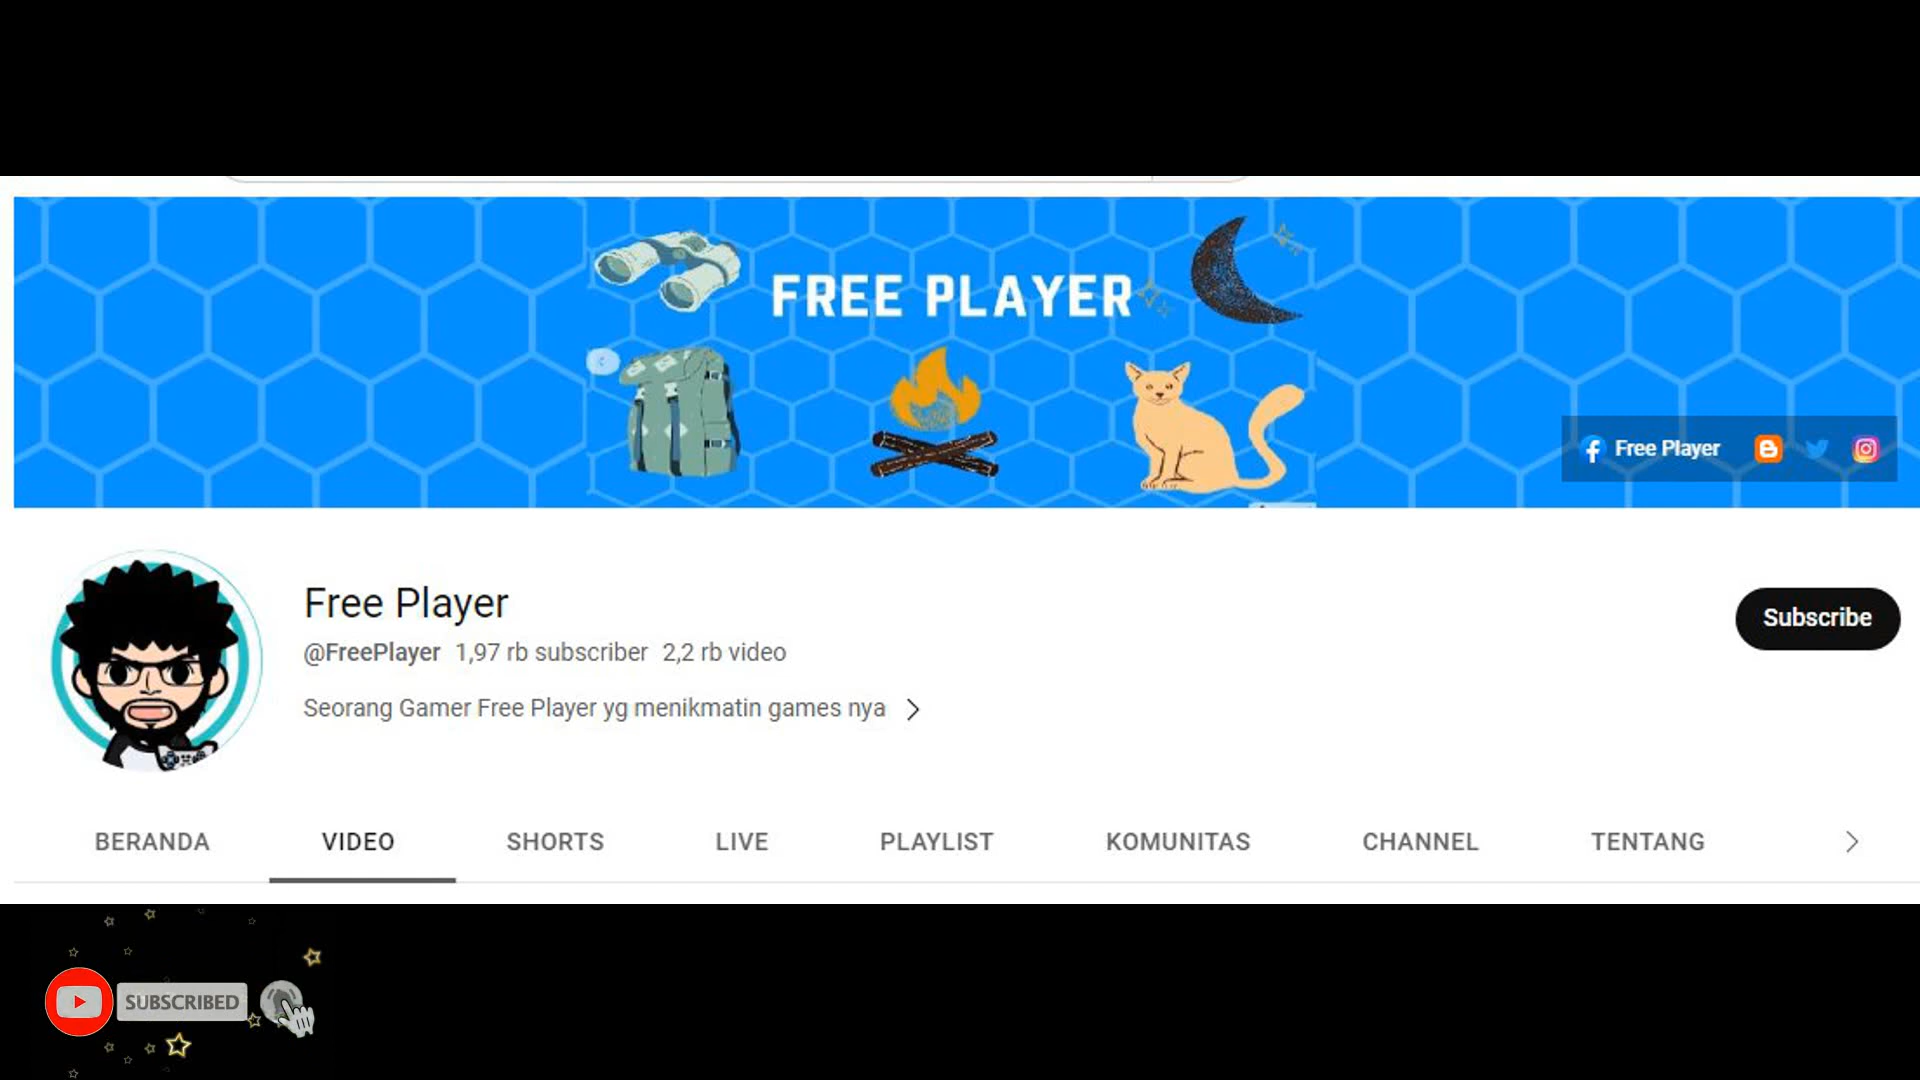 FREE PLAYER
Free Player
Free Player
Subscribe
@FreePlayer 1,97 rb subscriber 2,2 rb video
Seorang Gamer Free Player yg menikmatin games nya
BERANDA VIDEO SHORTS LIVE PLAYLIST KOMUNITAS CHANNEL TENTANG
SUBSCRIBED